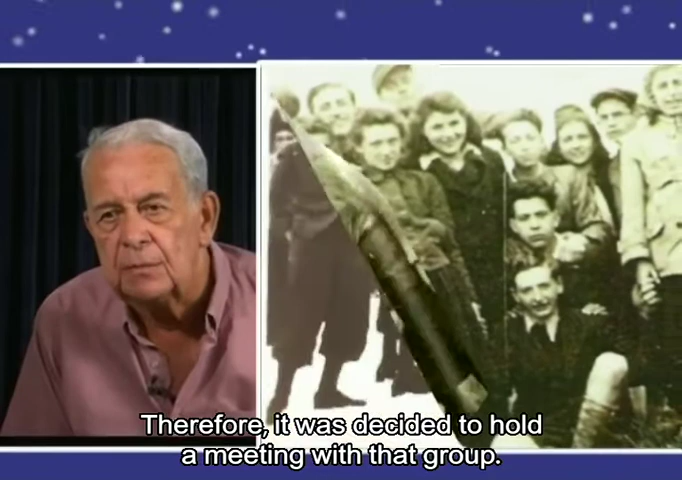 Therefore, it was decided to hold
a meeting with that group.